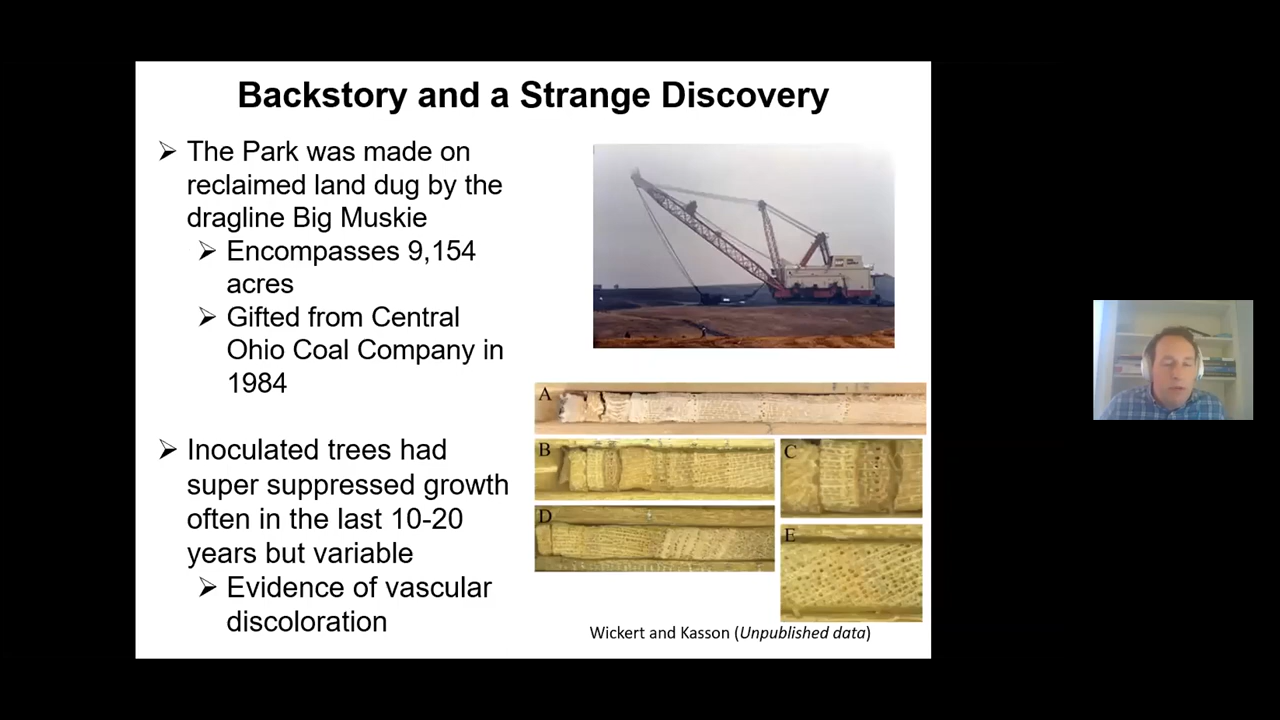 Backstory and a Strange Discovery
➢ The Park was made on
reclaimed land dug by the
dragline Big Muskie
➢ Encompasses 9,154
acres
➢ Gifted from Central
Ohio Coal Company in
1984
➢ Inoculated trees had
super suppressed growth
often in the last 10-20
years but variable
➢ Evidence of vascular
discoloration
A
B
C
D
E
Wickert and Kasson (Unpublished data)